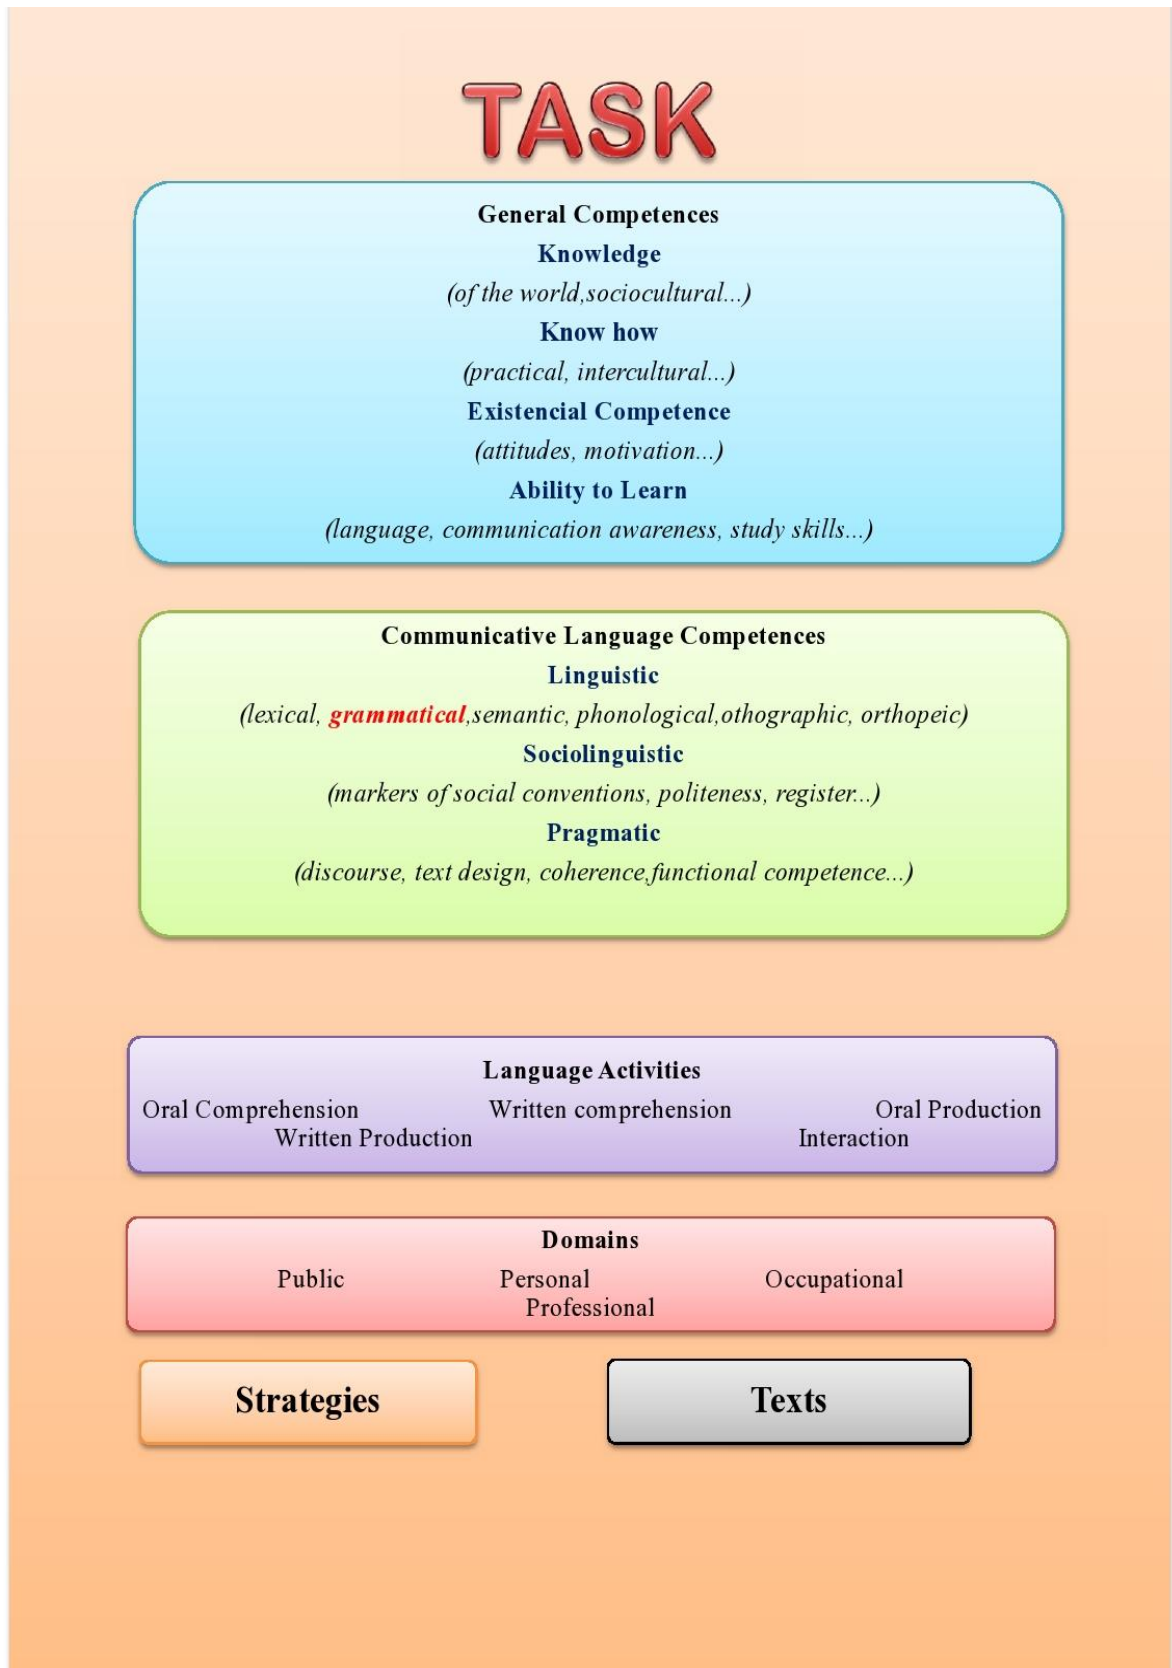 TASK
General Competences
Knowledge
(of the world,sociocultural...)
Know how
(practical, intercultural...)
Existencial Competence
(attitudes, motivation...)
Ability to Learn
(language, communication awareness, study skills...)
Communicative Language Competences
Linguistic
(lexical, grammatical,semantic, phonological,othographic, orthopeic)
Sociolinguistic
(markers of social conventions, politeness, register...)
Pragmatic
(discourse, text design, coherence,functional competence...)
Language Activities
Oral Comprehension Written comprehension Oral Production
Written Production Interaction
Domains
Public Personal Occupational
Professional
Strategies Texts